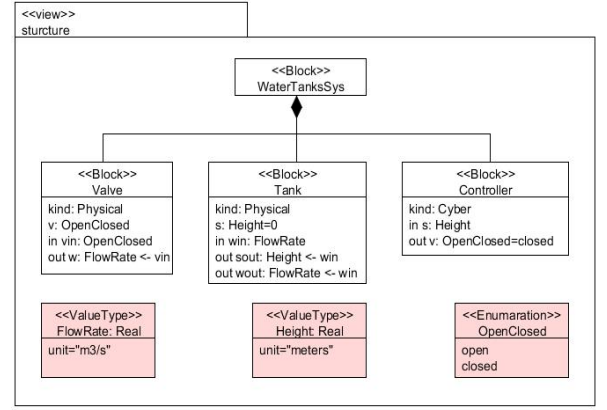 <<view>>
sturcture
<<Block>>
WaterTanksSys
<<Block>>
Valve
kind: Physical
v: OpenClosed
in vin: OpenClosed
out w: FlowRate <- vin
<<Block>>
Tank
kind: Physical
s: Height=0
in win: FlowRate
out sout: Height <- win
out wout: FlowRate <- win
<<Block>>
Controller
kind: Cyber
in s: Height
out v: OpenClosed=closed
<<ValueType>>
FlowRate: Real
unit="m3/s"
<<ValueType>>
Height: Real
unit="meters"
<<Enumaration>>
OpenClosed
open
closed